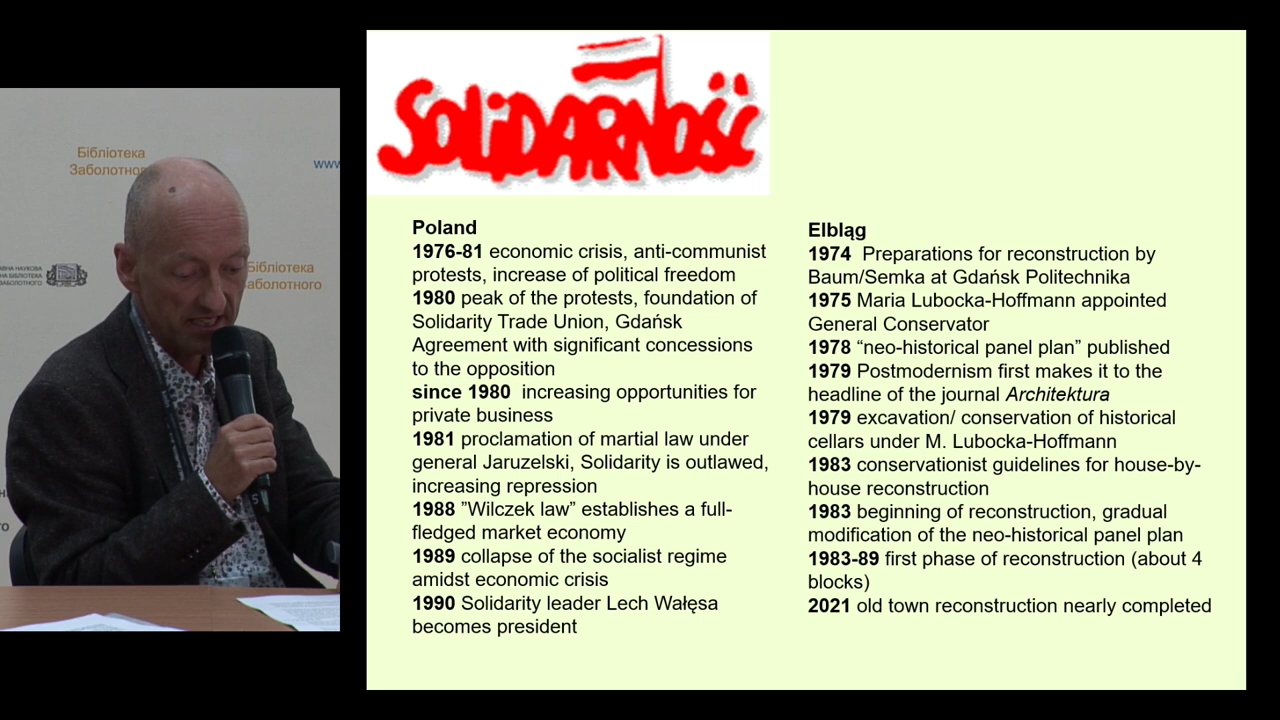 Бібліотека
Заболотног
www
АВНА НАУКОВА
НА БІБЛІОТЕКА
ЗАБОЛОТНОГО
Бібліотека
аболотного
SOLIDARNOŚĆ
Poland
1976-81 economic crisis, anti-communist
protests, increase of political freedom
1980 peak of the protests, foundation of
Solidarity Trade Union, Gdańsk
Agreement with significant concessions
to the opposition
since 1980  increasing opportunities for
private business
1981 proclamation of martial law under
general Jaruzelski, Solidarity is outlawed,
increasing repression
1988 ”Wilczek law” establishes a full-
fledged market economy
1989 collapse of the socialist regime
amidst economic crisis
1990 Solidarity leader Lech Wałęsa
becomes president
Elbląg
1974  Preparations for reconstruction by
Baum/Semka at Gdańsk Politechnika
1975 Maria Lubocka-Hoffmann appointed
General Conservator
1978 “neo-historical panel plan” published
1979 Postmodernism first makes it to the
headline of the journal Architektura
1979 excavation/ conservation of historical
cellars under M. Lubocka-Hoffmann
1983 conservationist guidelines for house-by-
house reconstruction
1983 beginning of reconstruction, gradual
modification of the neo-historical panel plan
1983-89 first phase of reconstruction (about 4
blocks)
2021 old town reconstruction nearly completed